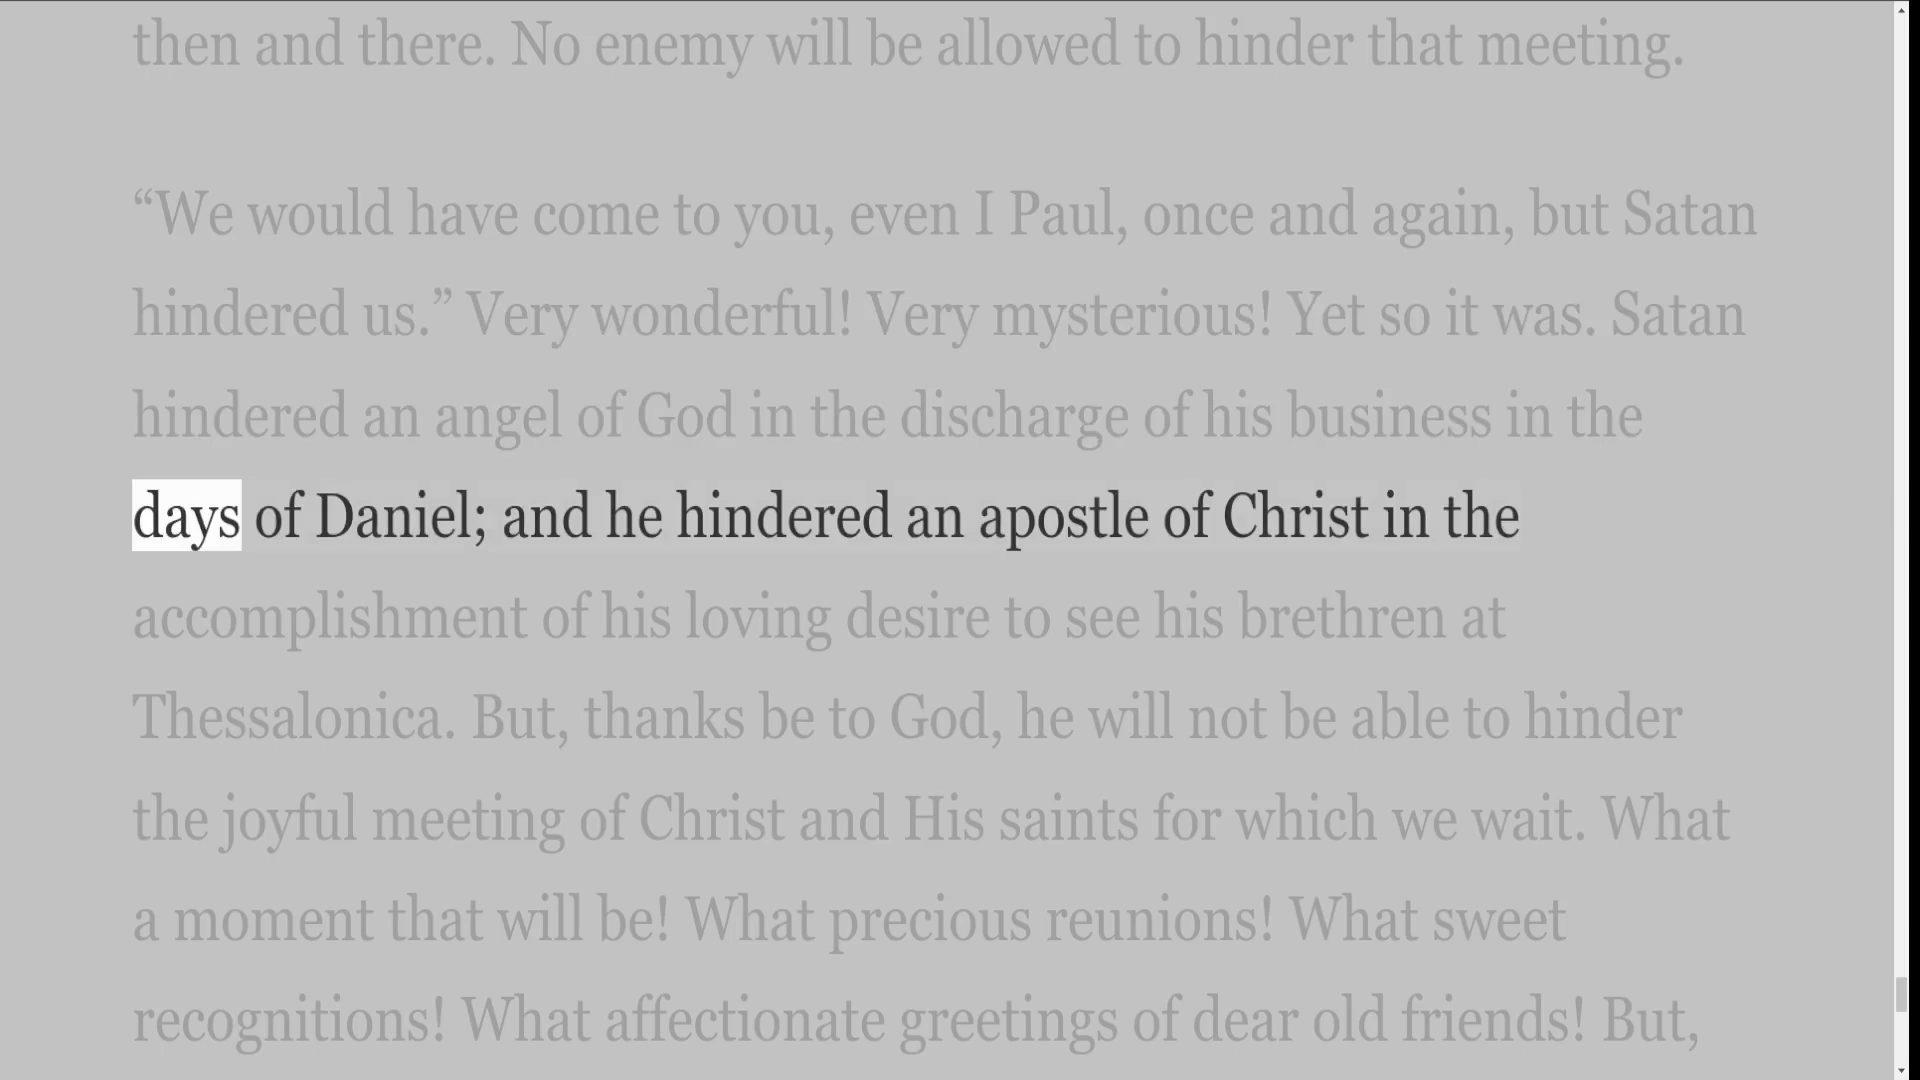 then and there. No enemy will be allowed to hinder that meeting.
“We would have come to you, even I Paul, once and again, but Satan
hindered us.” Very wonderful! Very mysterious! Yet so it was. Satan
hindered an angel of God in the discharge of his business in the
days of Daniel; and he hindered an apostle of Christ in the
accomplishment of his loving desire to see his brethren at
Thessalonica. But, thanks be to God, he will not be able to hinder
the joyful meeting of Christ and His saints for which we wait. What
a moment that will be! What precious reunions! What sweet
recognitions! What affectionate greetings of dear old friends! But,